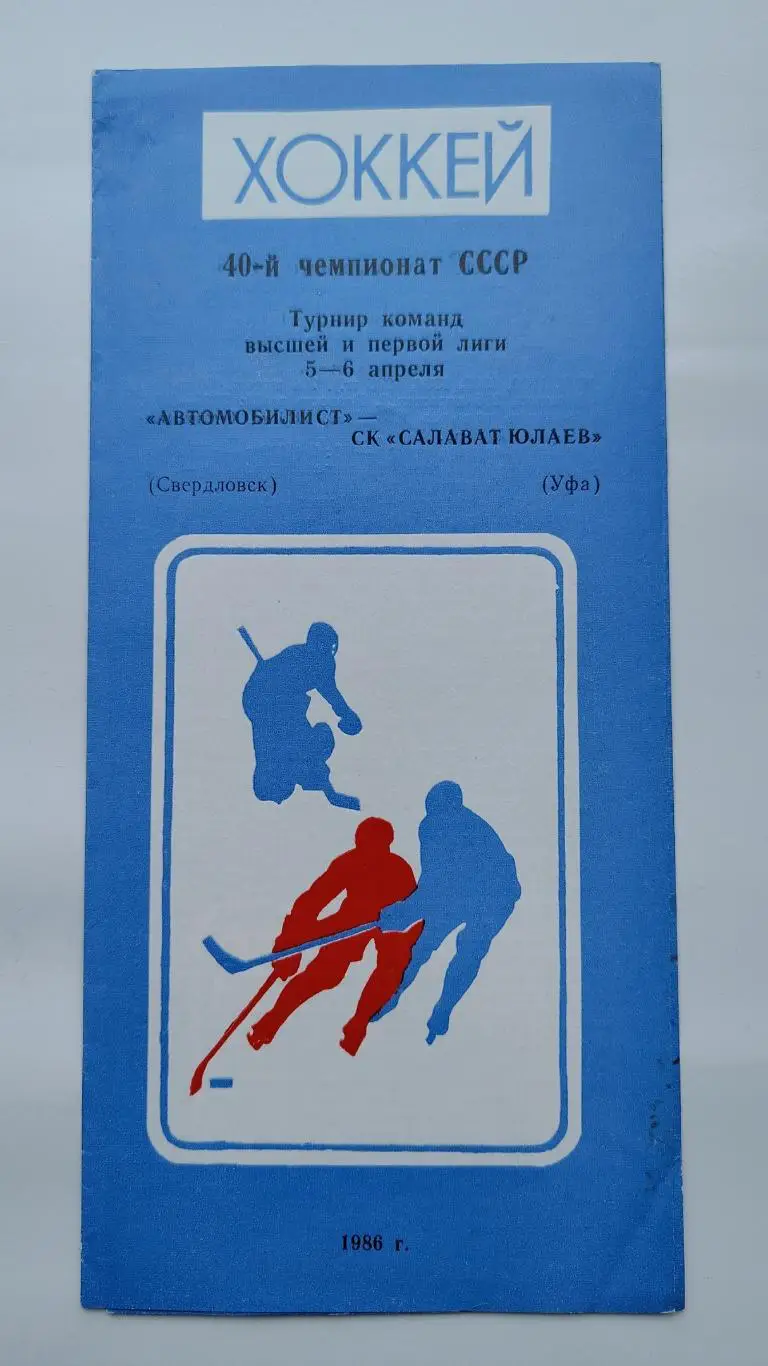 ХОККЕЙ
40-й чемпионат СССР
Турнир команд
высшей и первой лиги
5—6 апреля
«АВТОМОБИЛИСТ» —
СК «САЛАВАТ ЮЛАЕВ»
(Свердловск) (Уфа)
1986 г.